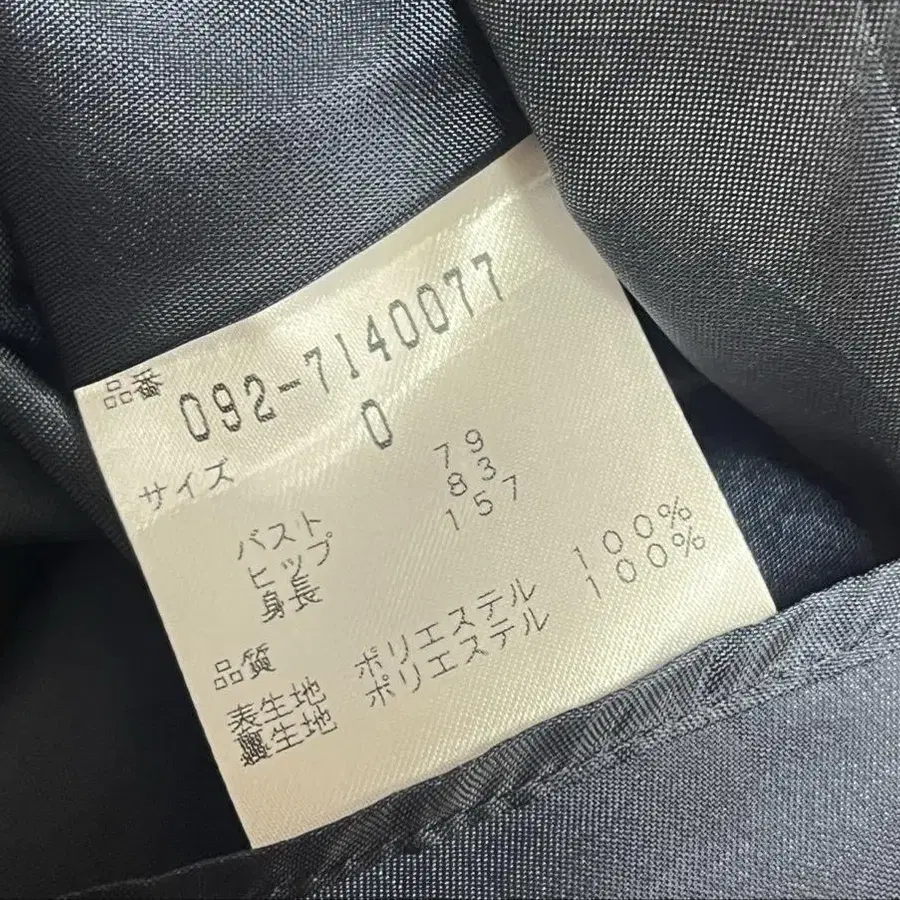 品番 092-7140077
サイズ 0
バスト 79
ヒップ 83
身長 157
品質
表生地 ポリエステル 100%
裏生地 ポリエステル 100%